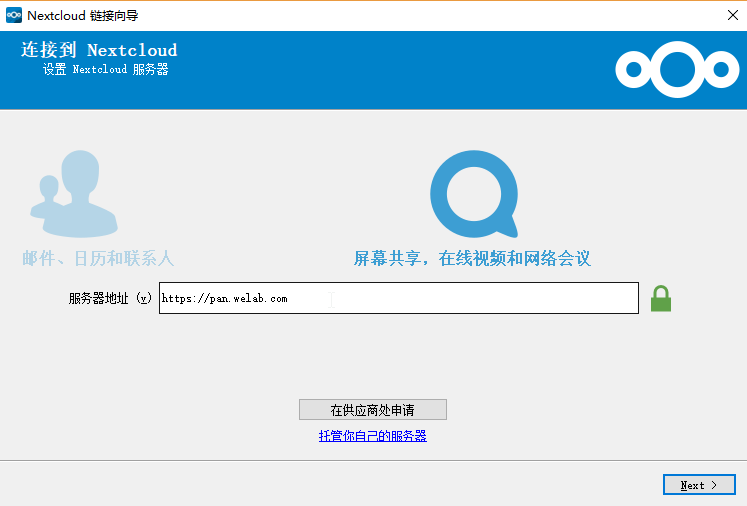 Nextcloud 链接向导
连接到 Nextcloud
设置 Nextcloud 服务器
邮件、日历和联系人
屏幕共享，在线视频和网络会议
服务器地址 (y) https://pan.welab.com
在供应商处申请
托管你自己的服务器
Next >